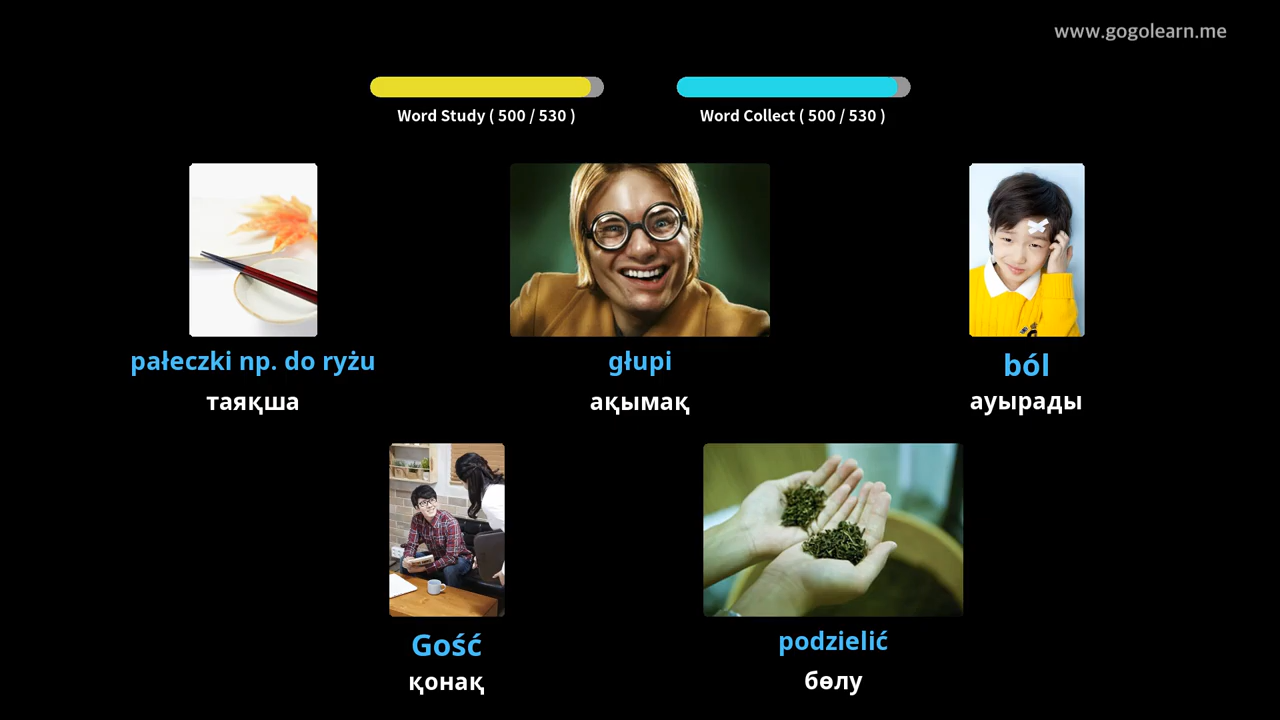 www.gogolearn.me
Word Study ( 500 / 530 )
Word Collect ( 500 / 530 )
pałeczki np. do ryżu
таяқша
głupi
ақымақ
ból
ауырады
Gość
қонақ
podzielić
бөлу